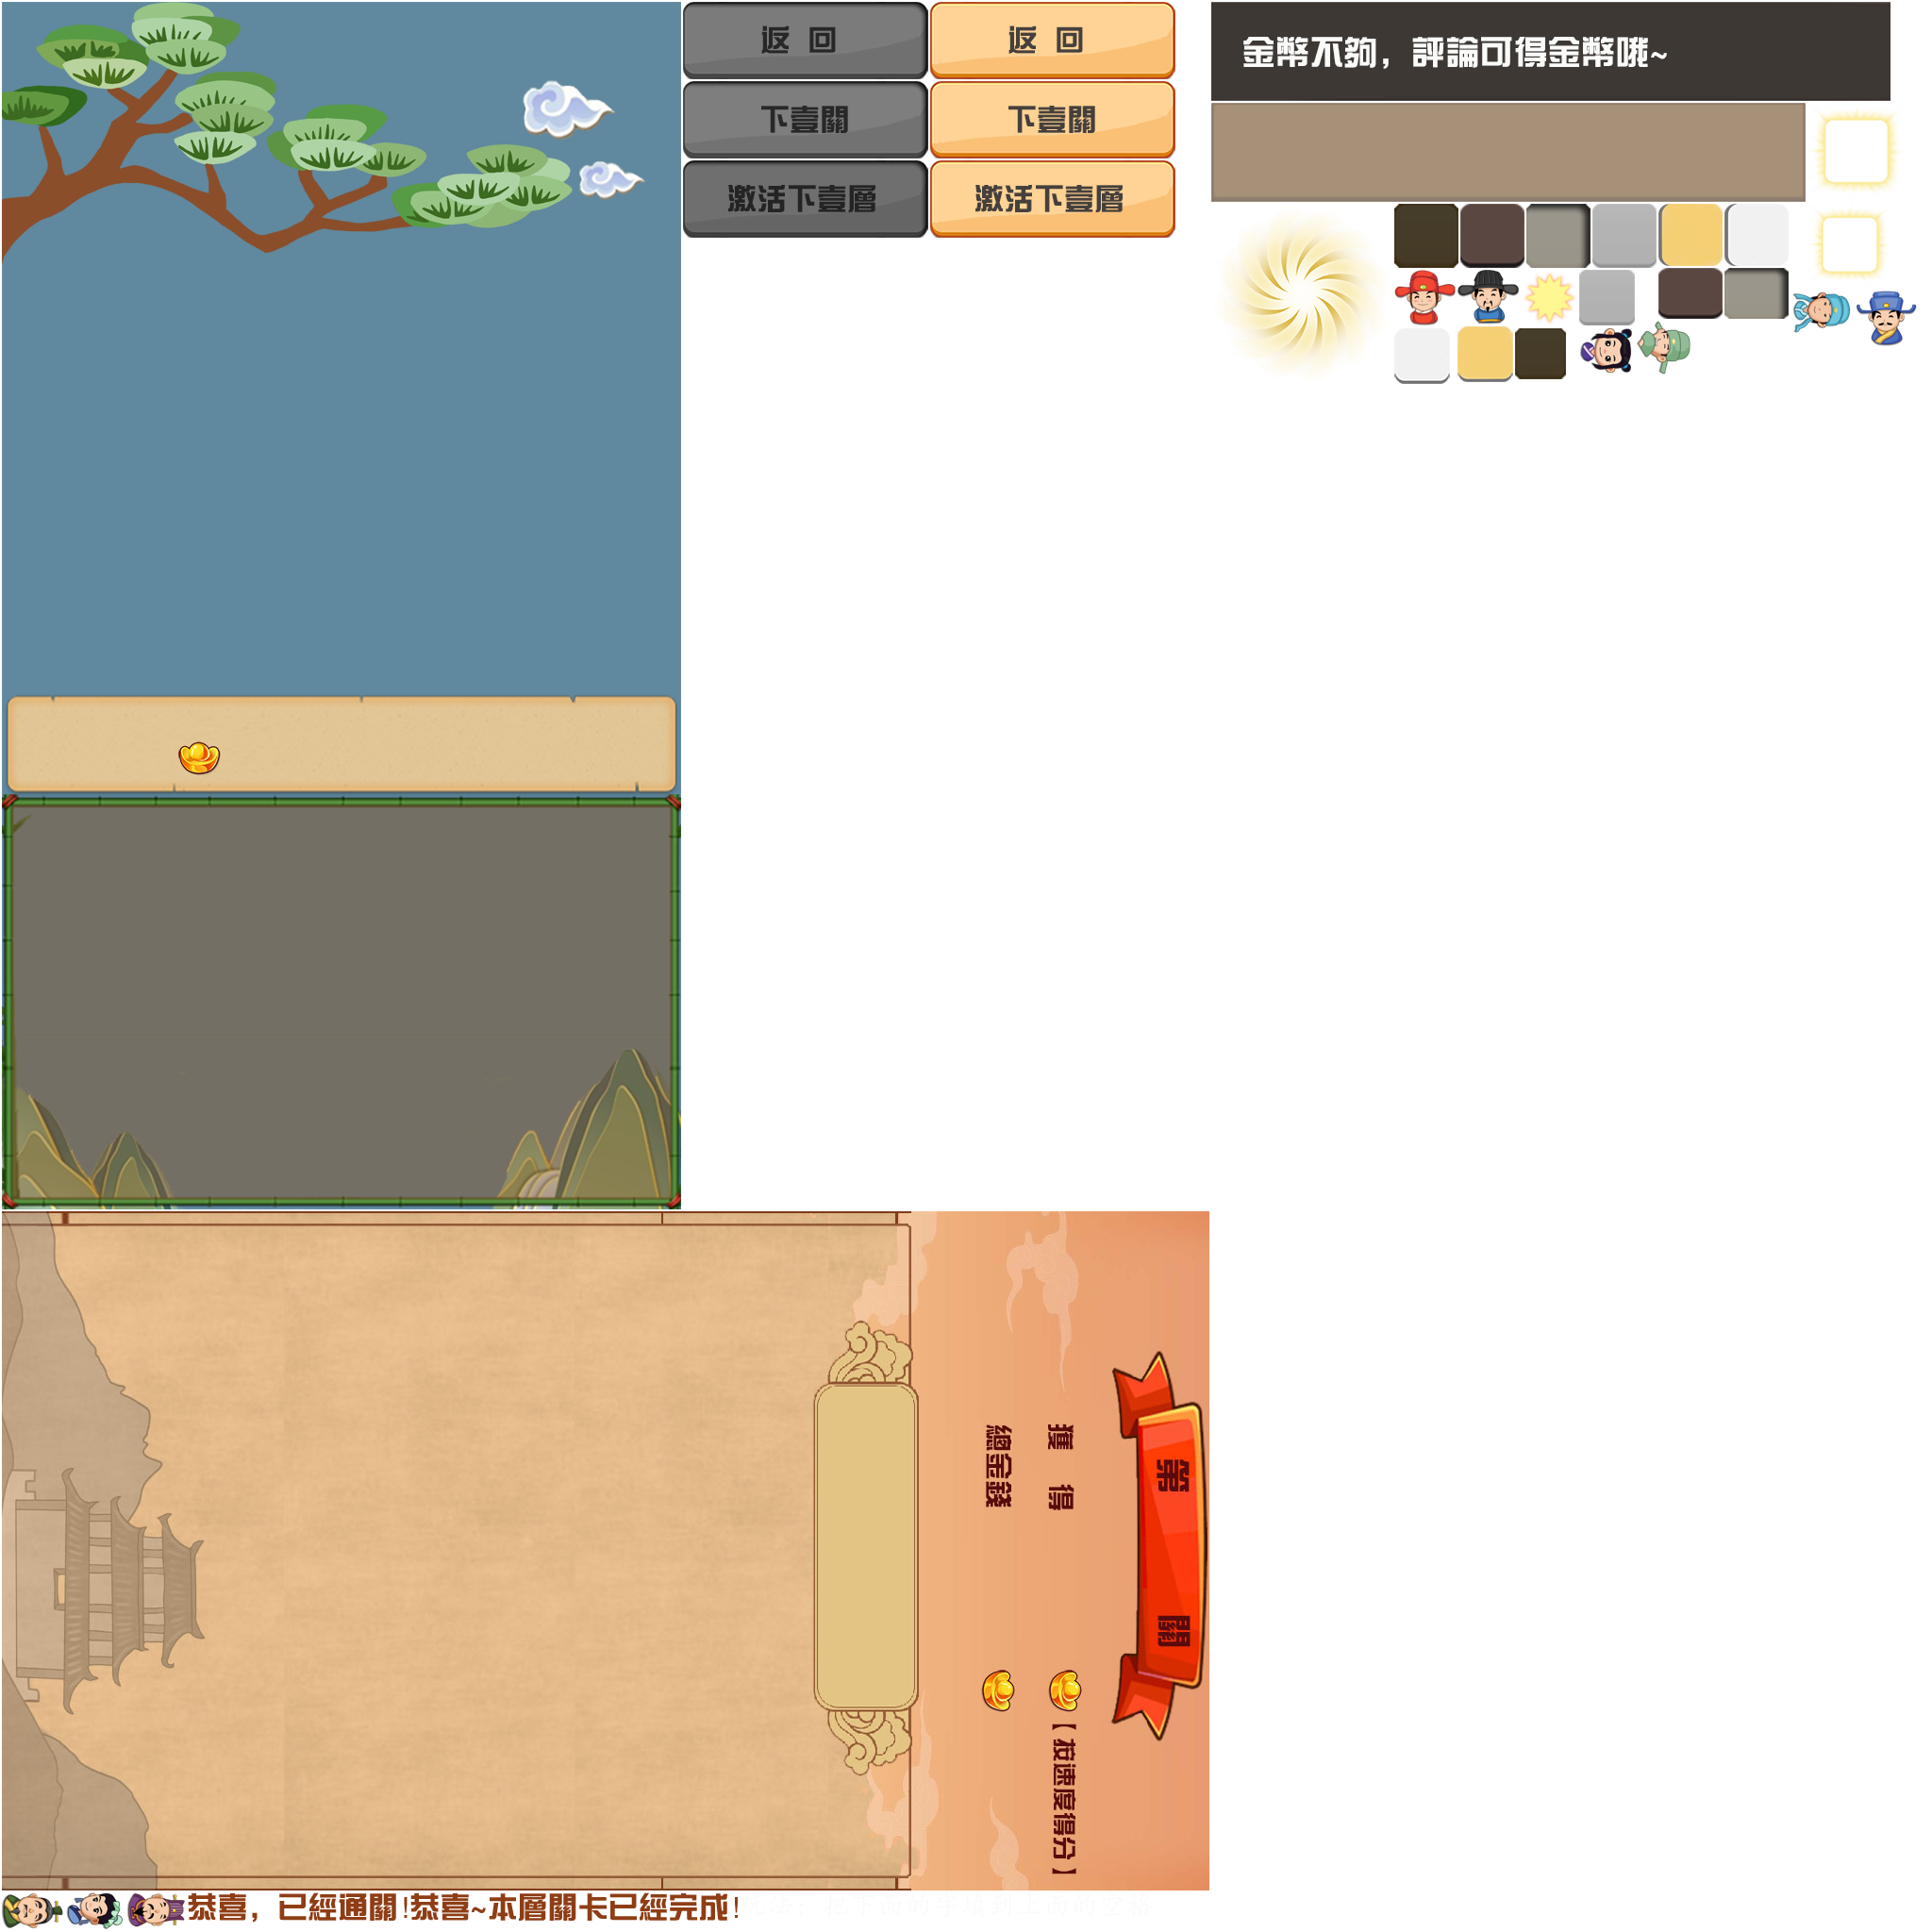 返 回
返 回
金幣不夠，評論可得金幣哦~
下壹關
下壹關
激活下壹層
激活下壹層
第 關
獲 得
【按速度得分】
總金錢
恭喜，已經通關!恭喜~本層關卡已經完成!